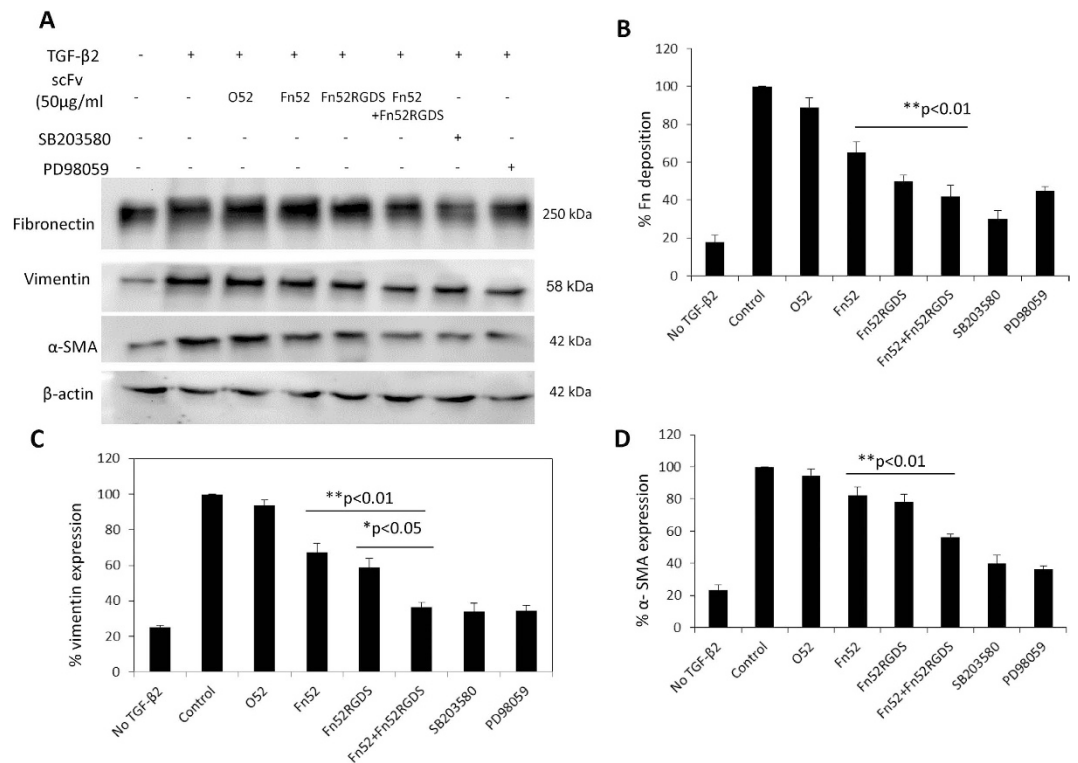 A
TGF-β2 - + + + + + + +
scFv
(50µg/ml - - O52 Fn52 Fn52RGDS Fn52 - -
+Fn52RGDS
SB203580 - - - - - - + -
PD98059 - - - - - - - +
Fibronectin 250 kDa
Vimentin 58 kDa
α-SMA 42 kDa
β-actin 42 kDa
B
% Fn deposition
120
100
80
60
40
20
0
**p<0.01
No TGF-β2
Control
O52
Fn52
Fn52RGDS
Fn52+Fn52RGDS
SB203580
PD98059
C
% vimentin expression
120
100
80
60
40
20
0
**p<0.01
*p<0.05
No TGF-β2
Control
O52
Fn52
Fn52RGDS
Fn52+Fn52RGDS
SB203580
PD98059
D
% α- SMA expression
120
100
80
60
40
20
0
**p<0.01
No TGF-β2
Control
O52
Fn52
Fn52RGDS
Fn52+Fn52RGDS
SB203580
PD98059